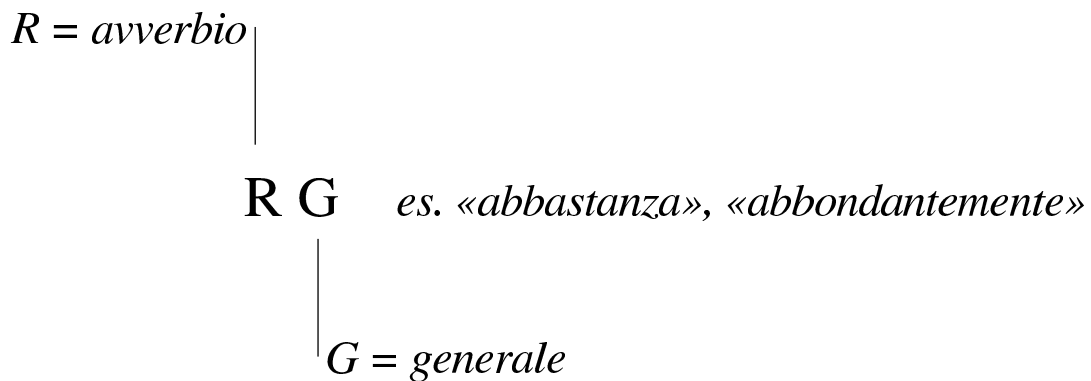 R = avverbio
R G es. «abbastanza», «abbondantemente»
G = generale